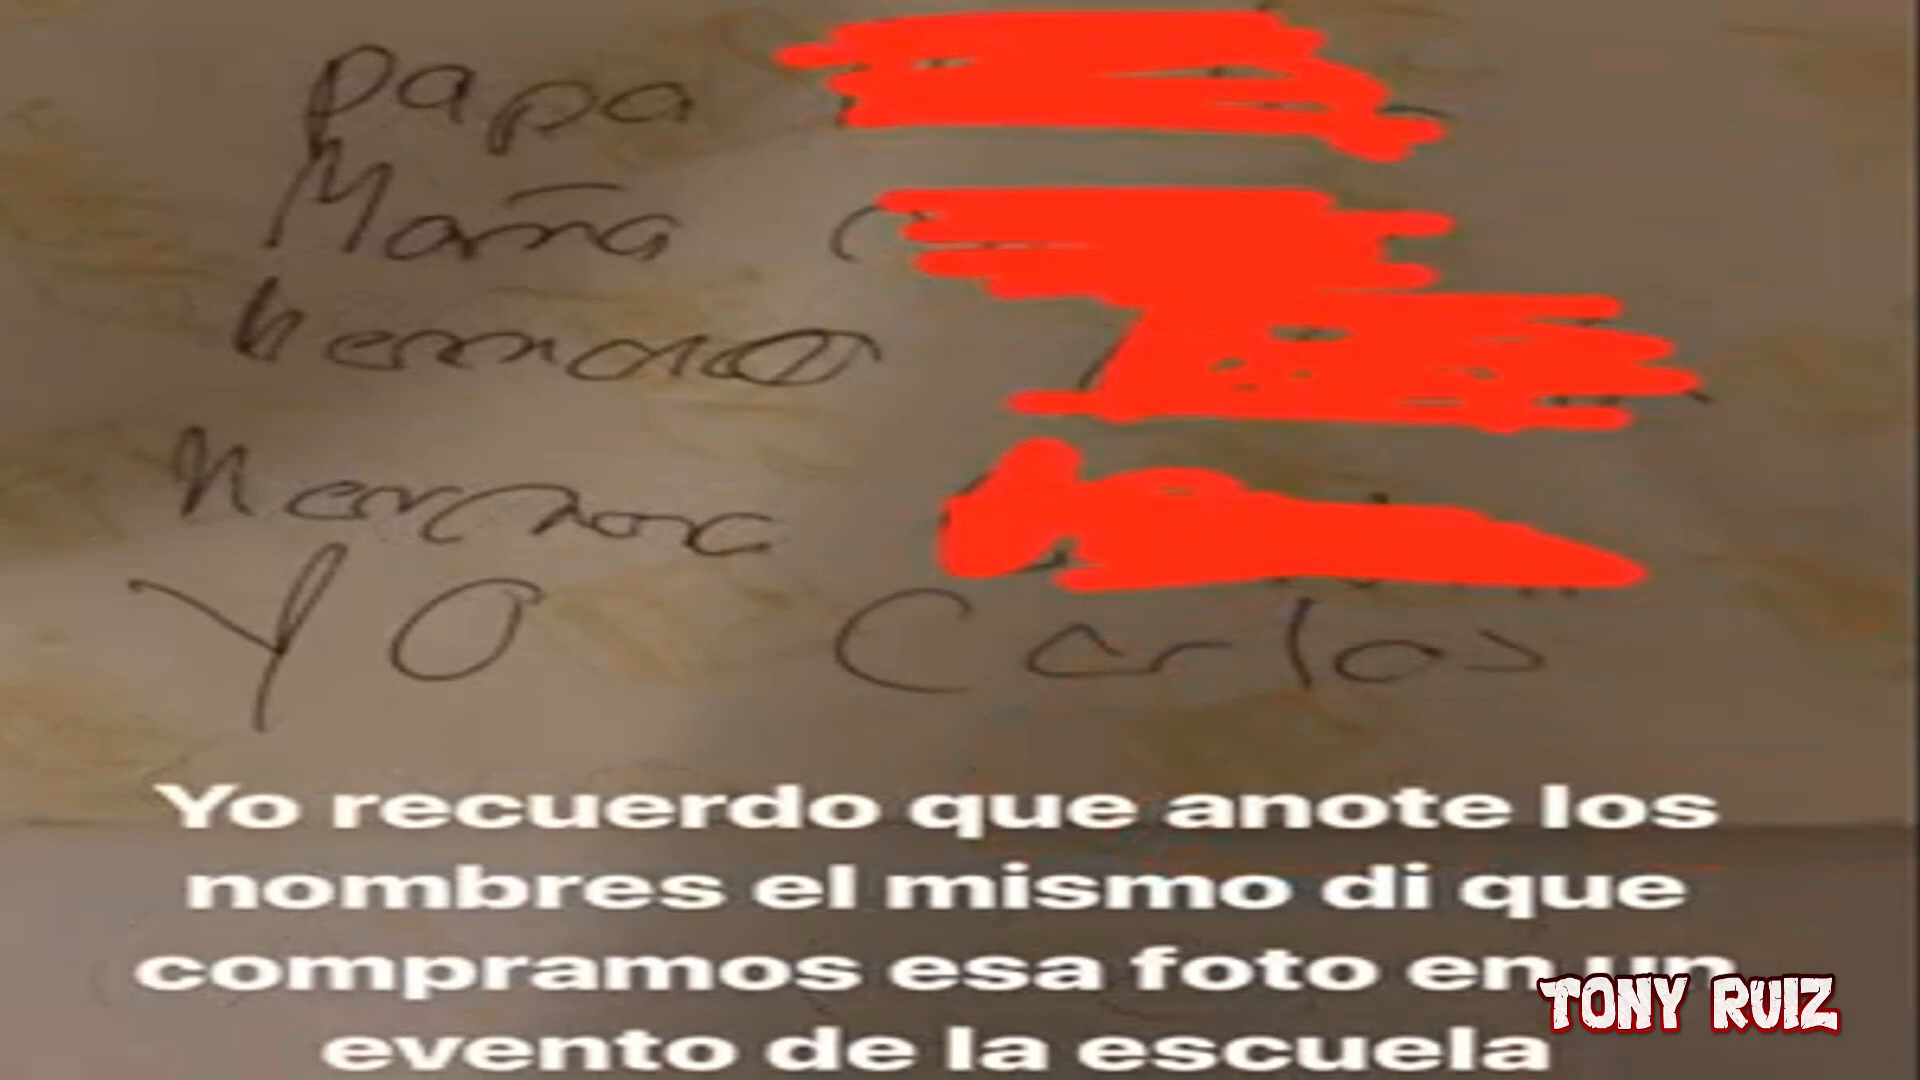 papa
Mama
hermano
hermana
Yo Carlos
Yo recuerdo que anote los
nombres el mismo di que
compramos esa foto en un
evento de la escuela
TONY RUIZ